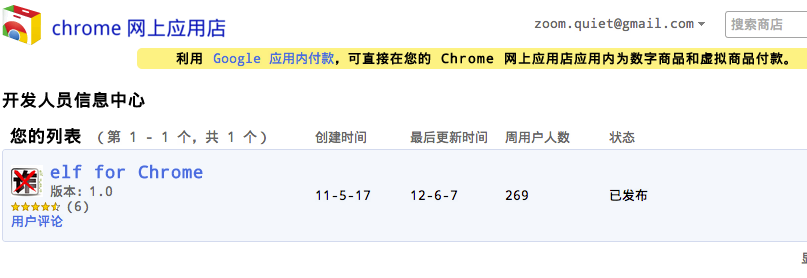 chrome 网上应用店
zoom.quiet@gmail.com
搜索商店
利用 Google 应用内付款，可直接在您的 Chrome 网上应用店应用内为数字商品和虚拟商品付款。
开发人员信息中心
您的列表 (第 1 - 1 个，共 1 个) 创建时间 最后更新时间 周用户人数 状态
elf for Chrome
版本: 1.0
11-5-17 12-6-7 269 已发布
(6)
用户评论